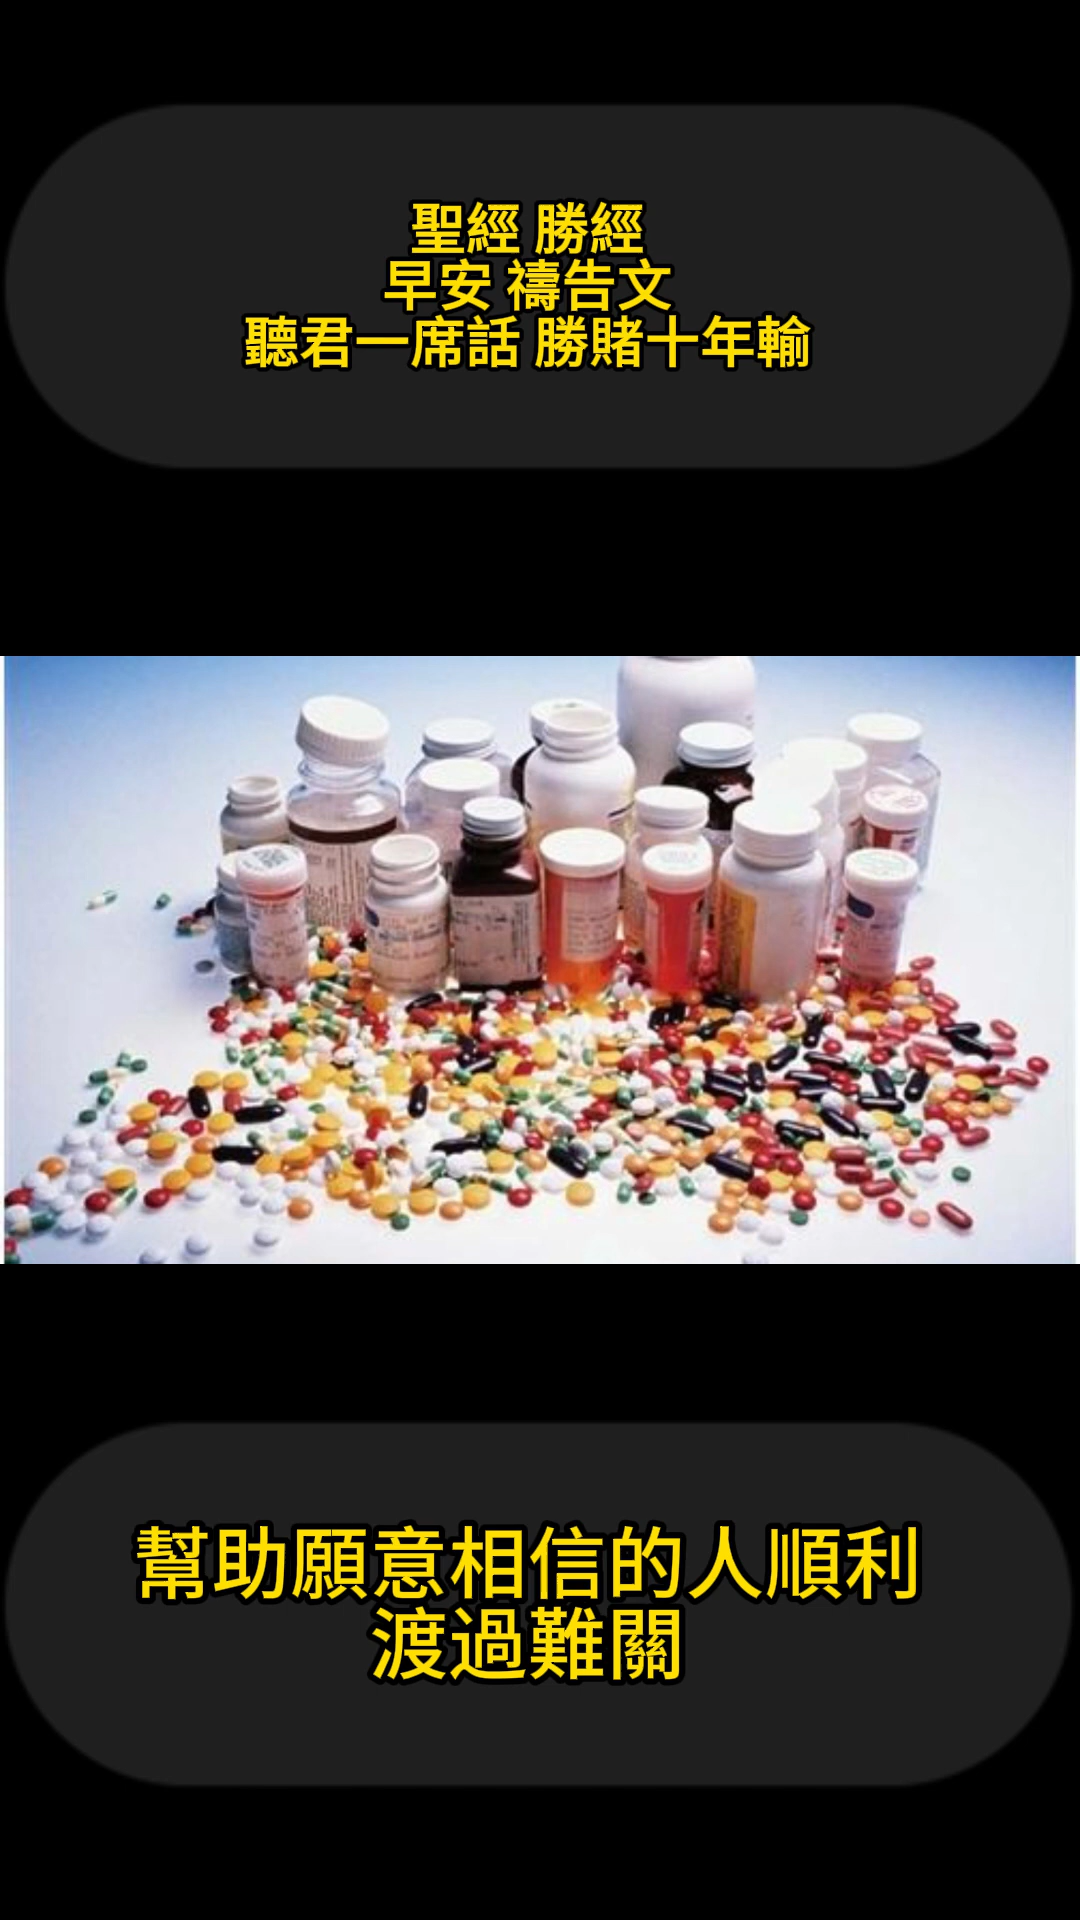 聖經 勝經
早安 禱告文
聽君一席話 勝賭十年輸
幫助願意相信的人順利
渡過難關